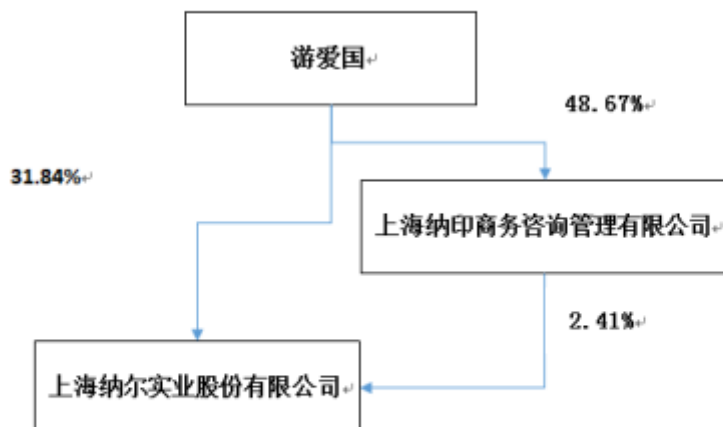 游爱国
48.67%
31.84%
上海纳印商务咨询管理有限公司
2.41%
上海纳尔实业股份有限公司